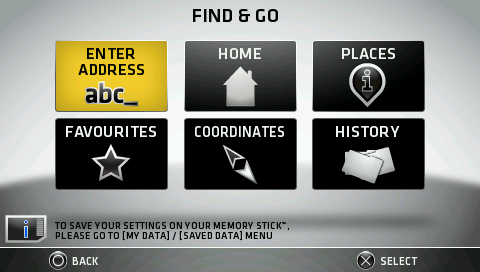 FIND & GO
ENTER
ADDRESS
abc_
HOME
PLACES
FAVOURITES
COORDINATES
HISTORY
TO SAVE YOUR SETTINGS ON YOUR MEMORY STICK™,
PLEASE GO TO [MY DATA] / [SAVED DATA] MENU
BACK
SELECT